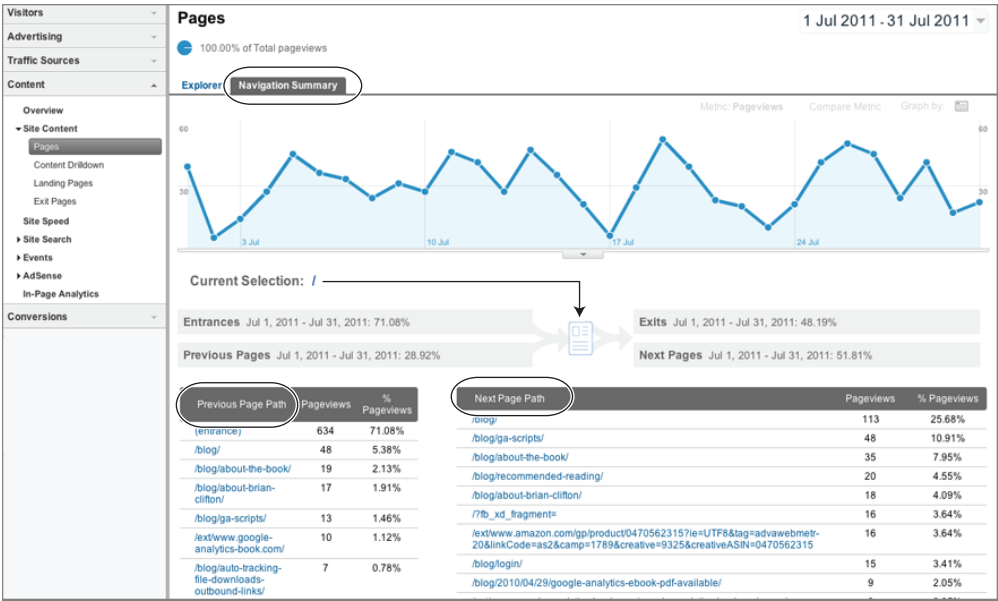 Visitors
Advertising
Traffic Sources
Content
Overview
Site Content
Pages
Content Drilldown
Landing Pages
Exit Pages
Site Speed
Site Search
Events
AdSense
In-Page Analytics
Conversions
Pages
1 Jul 2011 - 31 Jul 2011
100.00% of Total pageviews
Explorer Navigation Summary
Metric: Pageviews Compare Metric Graph by:
60 60
30 30
3 Jul 10 Jul 17 Jul 24 Jul
Current Selection: /
Entrances Jul 1, 2011 - Jul 31, 2011: 71.08%
Previous Pages Jul 1, 2011 - Jul 31, 2011: 28.92%
Exits Jul 1, 2011 - Jul 31, 2011: 48.19%
Next Pages Jul 1, 2011 - Jul 31, 2011: 51.81%
Previous Page Path Pageviews %
Pageviews
(entrance) 634 71.08%
/blog/ 48 5.38%
/blog/about-the-book/ 19 2.13%
/blog/about-brian- 17 1.91%
clifton/
/blog/ga-scripts/ 13 1.46%
/ext/www.google- 10 1.12%
analytics-book.com/
/blog/auto-tracking- 7 0.78%
file-downloads-
outbound-links/
Next Page Path Pageviews % Pageviews
/blog/ 113 25.68%
/blog/ga-scripts/ 48 10.91%
/blog/about-the-book/ 35 7.95%
/blog/recommended-reading/ 20 4.55%
/blog/about-brian-clifton/ 18 4.09%
/?fb_xd_fragment= 16 3.64%
/ext/www.amazon.com/gp/product/0470562315?ie=UTF8&tag=advawebmetr- 16 3.64%
20&linkCode=as2&camp=1789&creative=9325&creativeASIN=0470562315
/blog/login/ 15 3.41%
/blog/2010/04/29/google-analytics-ebook-pdf-available/ 9 2.05%